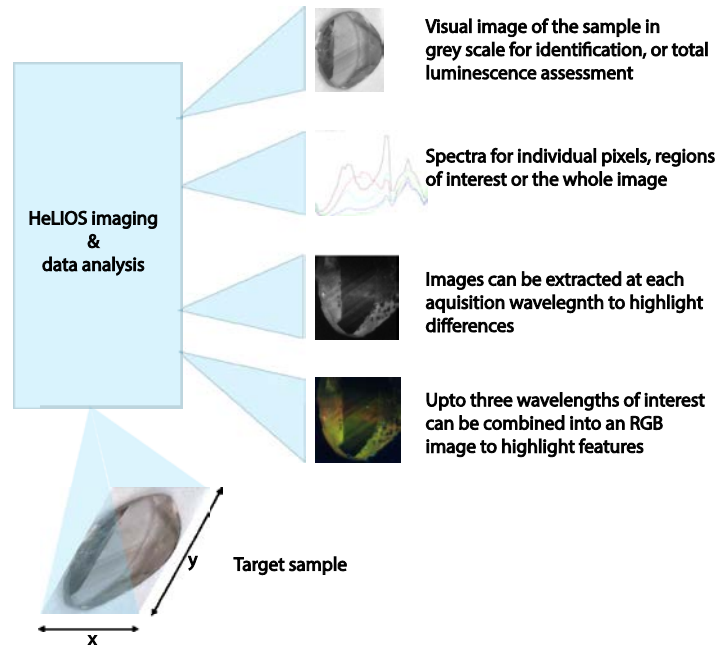 Visual image of the sample in
grey scale for identification, or total
luminescence assessment
Spectra for individual pixels, regions
of interest or the whole image
HeLIOS imaging
&
data analysis
Images can be extracted at each
aquisition wavelegnth to highlight
differences
Upto three wavelengths of interest
can be combined into an RGB
image to highlight features
y
Target sample
x